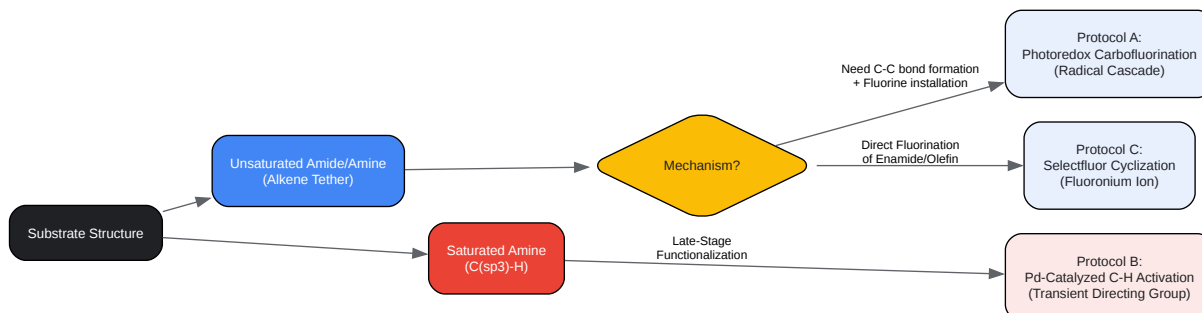 Substrate Structure
Unsaturated Amide/Amine
(Alkene Tether)
Saturated Amine
(C(sp3)-H)
Mechanism?
Need C-C bond formation
+ Fluorine installation
Direct Fluorination
of Enamide/Olefin
Late-Stage
Functionalization
Protocol A:
Photoredox Carbofluorination
(Radical Cascade)
Protocol C:
Selectfluor Cyclization
(Fluoronium Ion)
Protocol B:
Pd-Catalyzed C-H Activation
(Transient Directing Group)